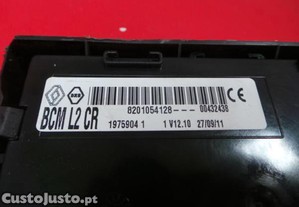 8201054128--- 00432438
BCM L2 CR
1975904 1 1 V12.10 27/09/11
CustoJusto.pt